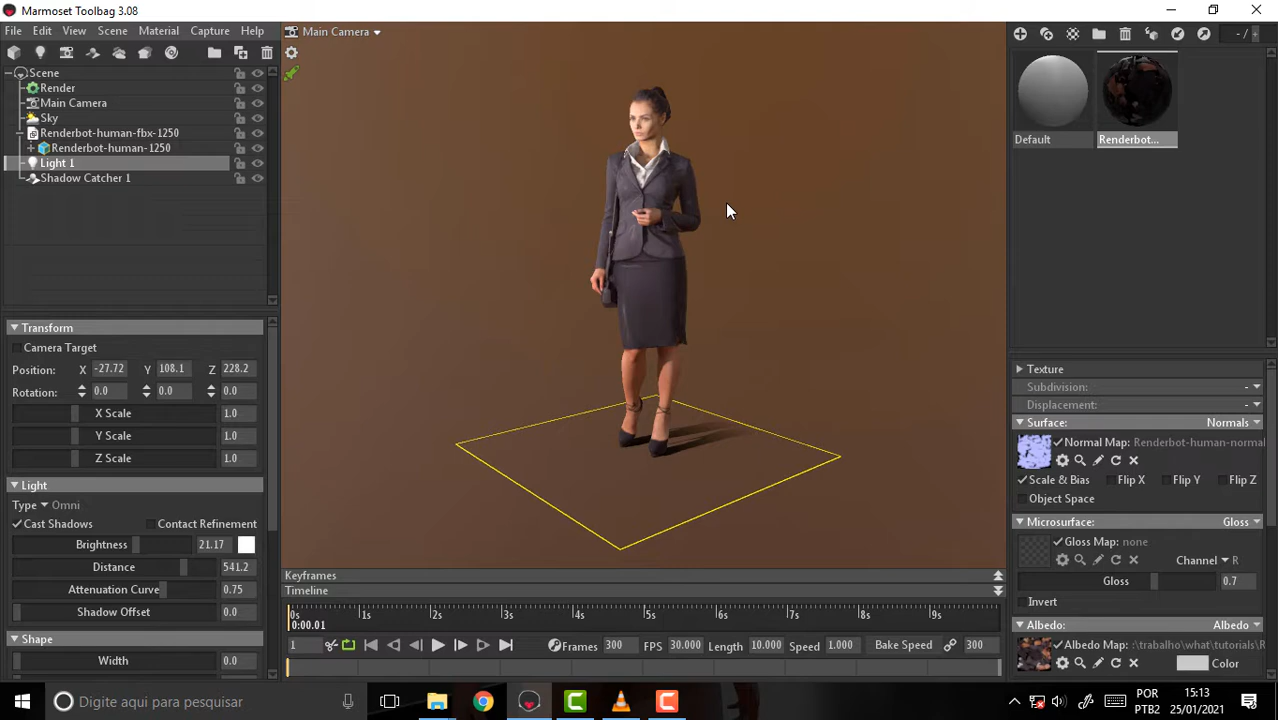 Marmoset Toolbag 3.08
File Edit View Scene Material Capture Help
Main Camera
- /
Scene
Render
Main Camera
Sky
Renderbot-human-fbx-1250
Renderbot-human-1250
Light 1
Shadow Catcher 1
Default
Renderbot...
Transform
Camera Target
Position: X -27.72 Y 108.1 Z 228.2
Rotation: 0.0 0.0 0.0
X Scale 1.0
Y Scale 1.0
Z Scale 1.0
Light
Type Omni
Cast Shadows Contact Refinement
Brightness 21.17
Distance 541.2
Attenuation Curve 0.75
Shadow Offset 0.0
Shape
Width 0.0
Keyframes
Timeline
0s 1s 2s 3s 4s 5s 6s 7s 8s 9s
0:00.01
1 Frames 300 FPS 30.000 Length 10.000 Speed 1.000 Bake Speed 300
Texture
Subdivision: -
Displacement: -
Surface: Normals
Normal Map: Renderbot-human-normal
Scale & Bias Flip X Flip Y Flip Z
Object Space
Microsurface: Gloss
Gloss Map: none
Channel R
Gloss 0.7
Invert
Albedo: Albedo
Albedo Map: :\trabalho\what\tutorials\R
Color
Digite aqui para pesquisar
POR
PTB2
15:13
25/01/2021